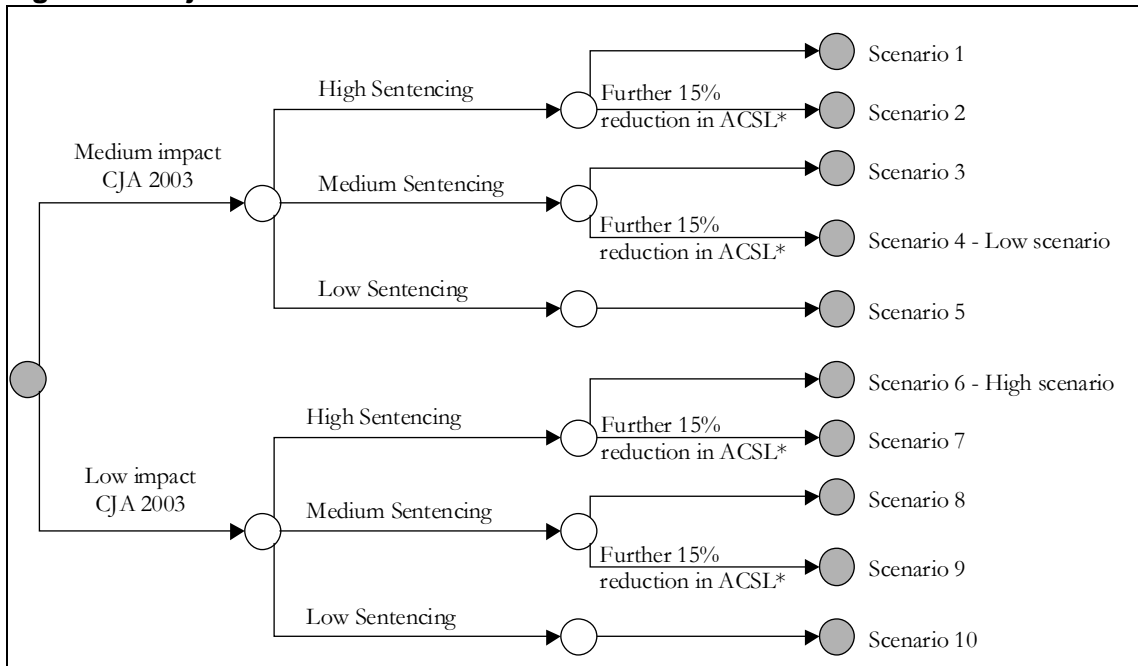 Scenario 1
High Sentencing
Further 15%
reduction in ACSL*
Scenario 2
Medium impact
CJA 2003
Scenario 3
Medium Sentencing
Further 15%
reduction in ACSL*
Scenario 4 - Low scenario
Low Sentencing
Scenario 5
Scenario 6 - High scenario
High Sentencing
Further 15%
reduction in ACSL*
Scenario 7
Low impact
CJA 2003
Scenario 8
Medium Sentencing
Further 15%
reduction in ACSL*
Scenario 9
Low Sentencing
Scenario 10